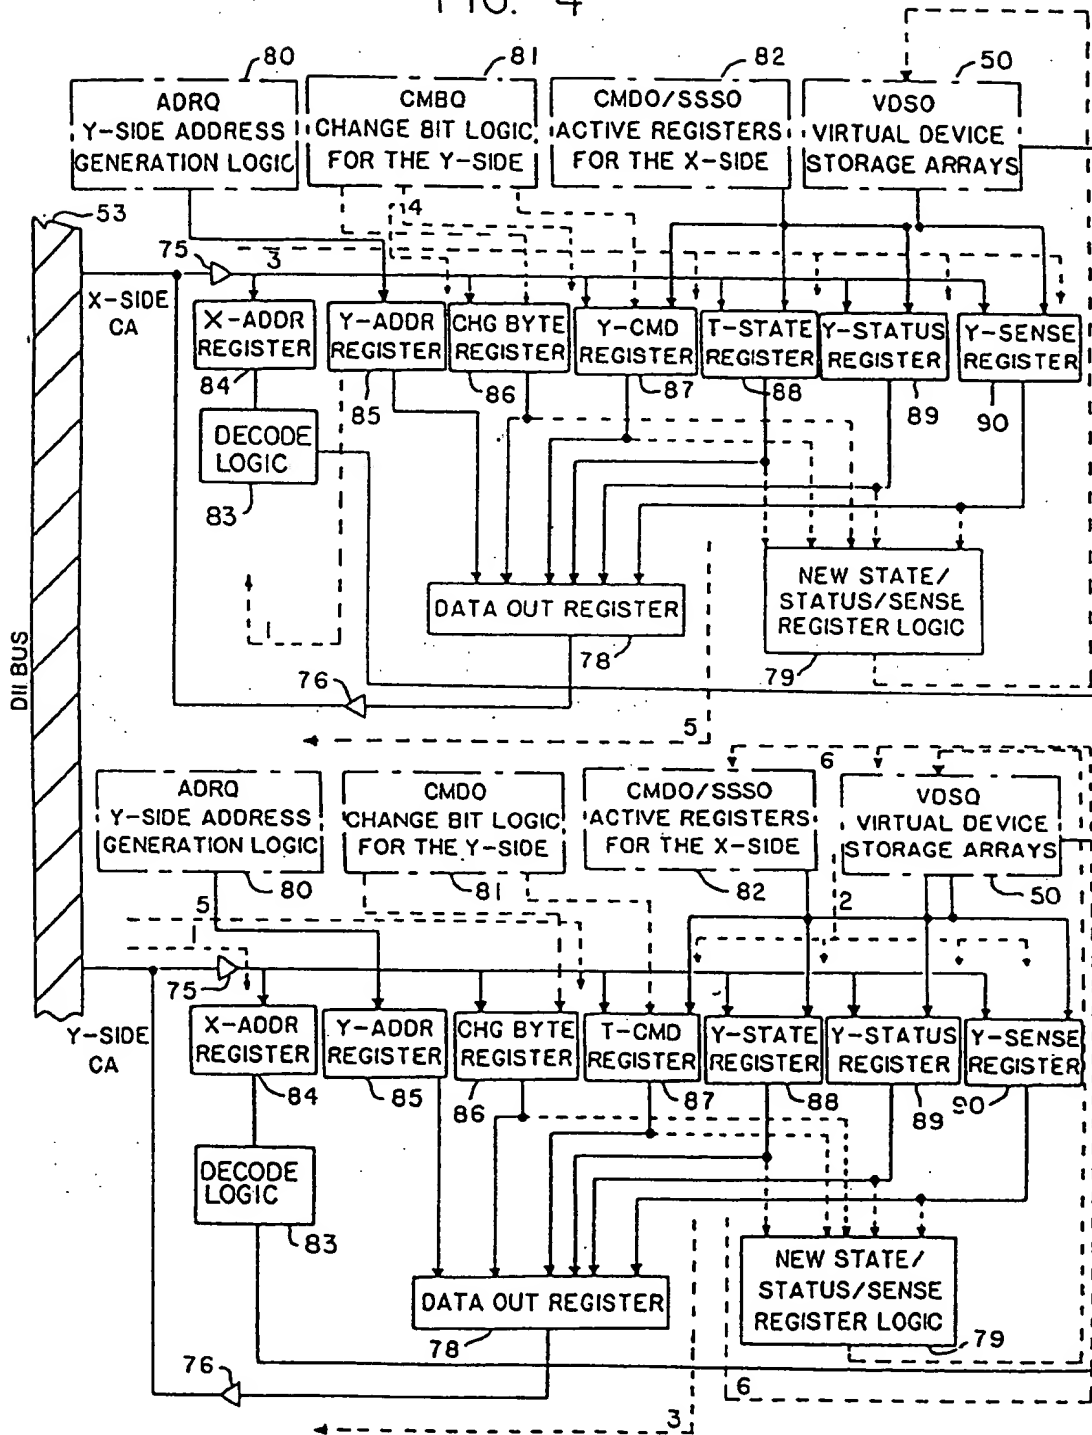 FIG. 4
80
81
82
50
ADRQ
Y-SIDE ADDRESS
GENERATION LOGIC
CMBQ
CHANGE BIT LOGIC
FOR THE Y-SIDE
CMDO/SSSO
ACTIVE REGISTERS
FOR THE X-SIDE
VDSO
VIRTUAL DEVICE
STORAGE ARRAYS
53
4
75
3
X-SIDE
CA
X-ADDR
REGISTER
Y-ADDR
REGISTER
CHG BYTE
REGISTER
Y-CMD
REGISTER
T-STATE
REGISTER
Y-STATUS
REGISTER
Y-SENSE
REGISTER
84
85
86
87
88
89
90
DECODE
LOGIC
83
DATA OUT REGISTER
NEW STATE/
STATUS/SENSE
REGISTER LOGIC
1
78
79
DII BUS
76
5
6
ADRQ
Y-SIDE ADDRESS
GENERATION LOGIC
CMDO
CHANGE BIT LOGIC
FOR THE Y-SIDE
CMDO/SSSO
ACTIVE REGISTERS
FOR THE X-SIDE
VDSQ
VIRTUAL DEVICE
STORAGE ARRAYS
80
81
82
50
5
2
1
75
Y-SIDE
CA
X-ADDR
REGISTER
Y-ADDR
REGISTER
CHG BYTE
REGISTER
T-CMD
REGISTER
Y-STATE
REGISTER
Y-STATUS
REGISTER
Y-SENSE
REGISTER
84
85
86
87
88
89
90
DECODE
LOGIC
83
DATA OUT REGISTER
NEW STATE/
STATUS/SENSE
REGISTER LOGIC
78
79
76
6
3